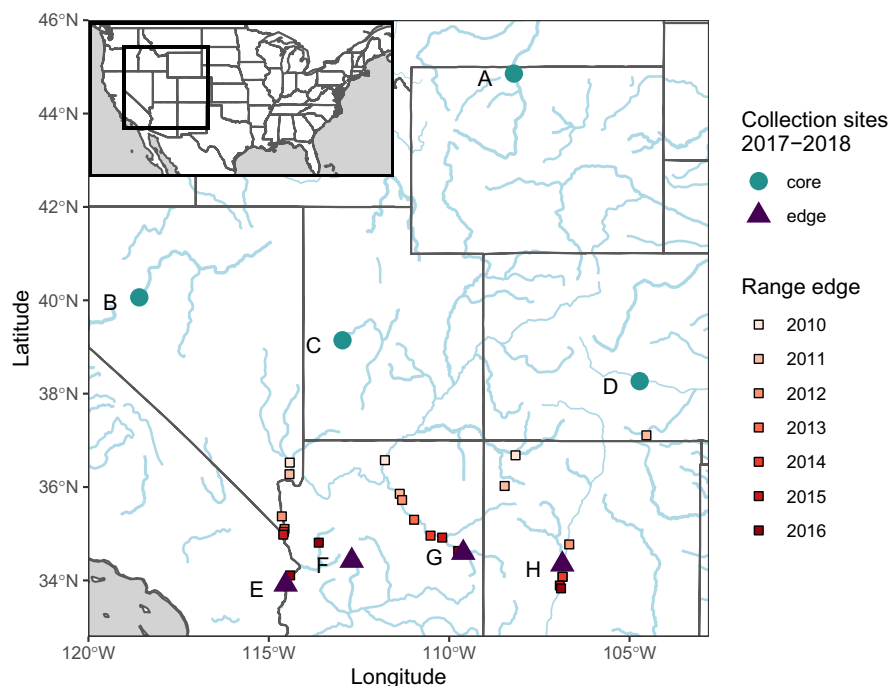 46°N
44°N
42°N
40°N
38°N
36°N
34°N
120°W
115°W
110°W
105°W
Longitude
Latitude
A
B
C
D
E
F
G
H
Collection sites
2017−2018
core
edge
Range edge
2010
2011
2012
2013
2014
2015
2016